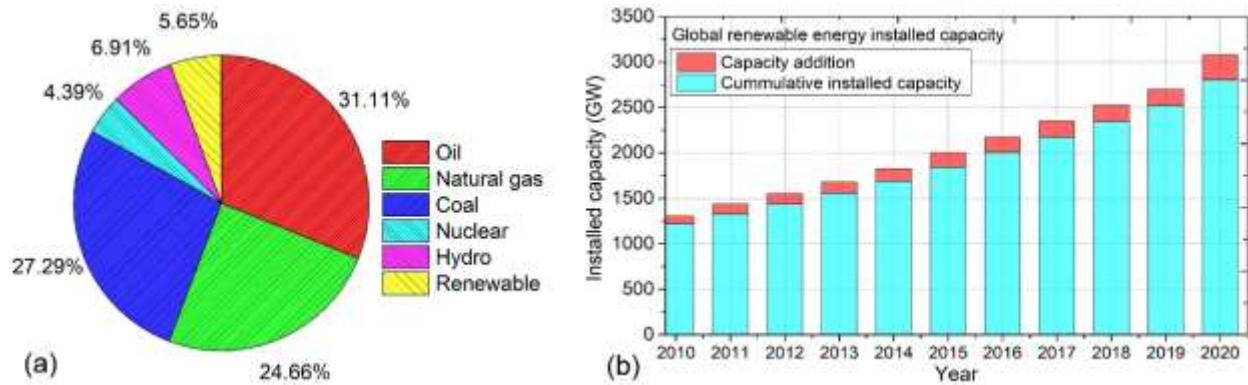 (a)
5.65%
6.91%
4.39%
31.11%
27.29%
24.66%
Oil
Natural gas
Coal
Nuclear
Hydro
Renewable
(b)
Global renewable energy installed capacity
Capacity addition
Cummulative installed capacity
Installed capacity (GW)
3500
3000
2500
2000
1500
1000
500
0
2010 2011 2012 2013 2014 2015 2016 2017 2018 2019 2020
Year